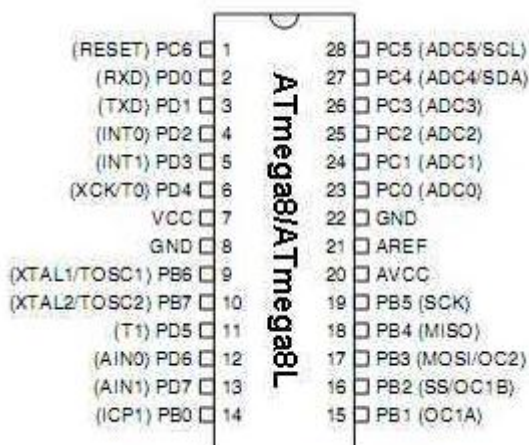 (RESET) PC6 1 28 PC5 (ADC5/SCL)
(RXD) PD0 2 27 PC4 (ADC4/SDA)
(TXD) PD1 3 26 PC3 (ADC3)
(INT0) PD2 4 25 PC2 (ADC2)
(INT1) PD3 5 24 PC1 (ADC1)
(XCK/T0) PD4 6 23 PC0 (ADC0)
VCC 7 22 GND
GND 8 21 AREF
(XTAL1/TOSC1) PB6 9 20 AVCC
(XTAL2/TOSC2) PB7 10 19 PB5 (SCK)
(T1) PD5 11 18 PB4 (MISO)
(AIN0) PD6 12 17 PB3 (MOSI/OC2)
(AIN1) PD7 13 16 PB2 (SS/OC1B)
(ICP1) PB0 14 15 PB1 (OC1A)
ATmega8/ATmega8L